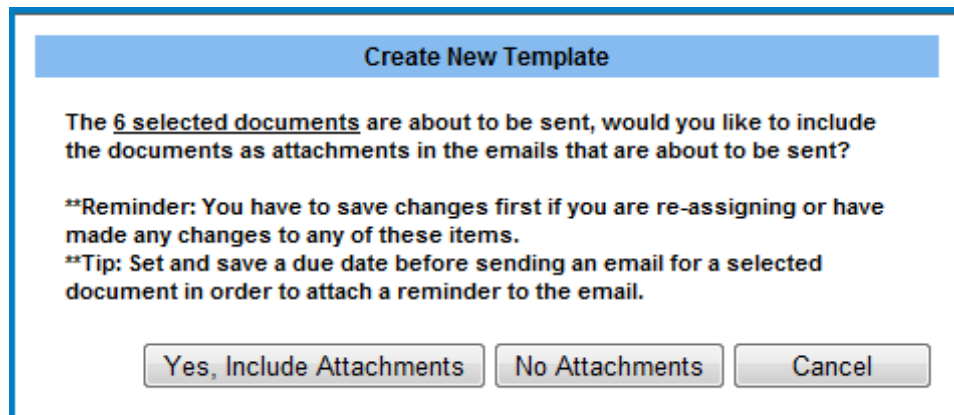 Create New Template
The 6 selected documents are about to be sent, would you like to include
the documents as attachments in the emails that are about to be sent?
**Reminder: You have to save changes first if you are re-assigning or have
made any changes to any of these items.
**Tip: Set and save a due date before sending an email for a selected
document in order to attach a reminder to the email.
Yes, Include Attachments No Attachments Cancel